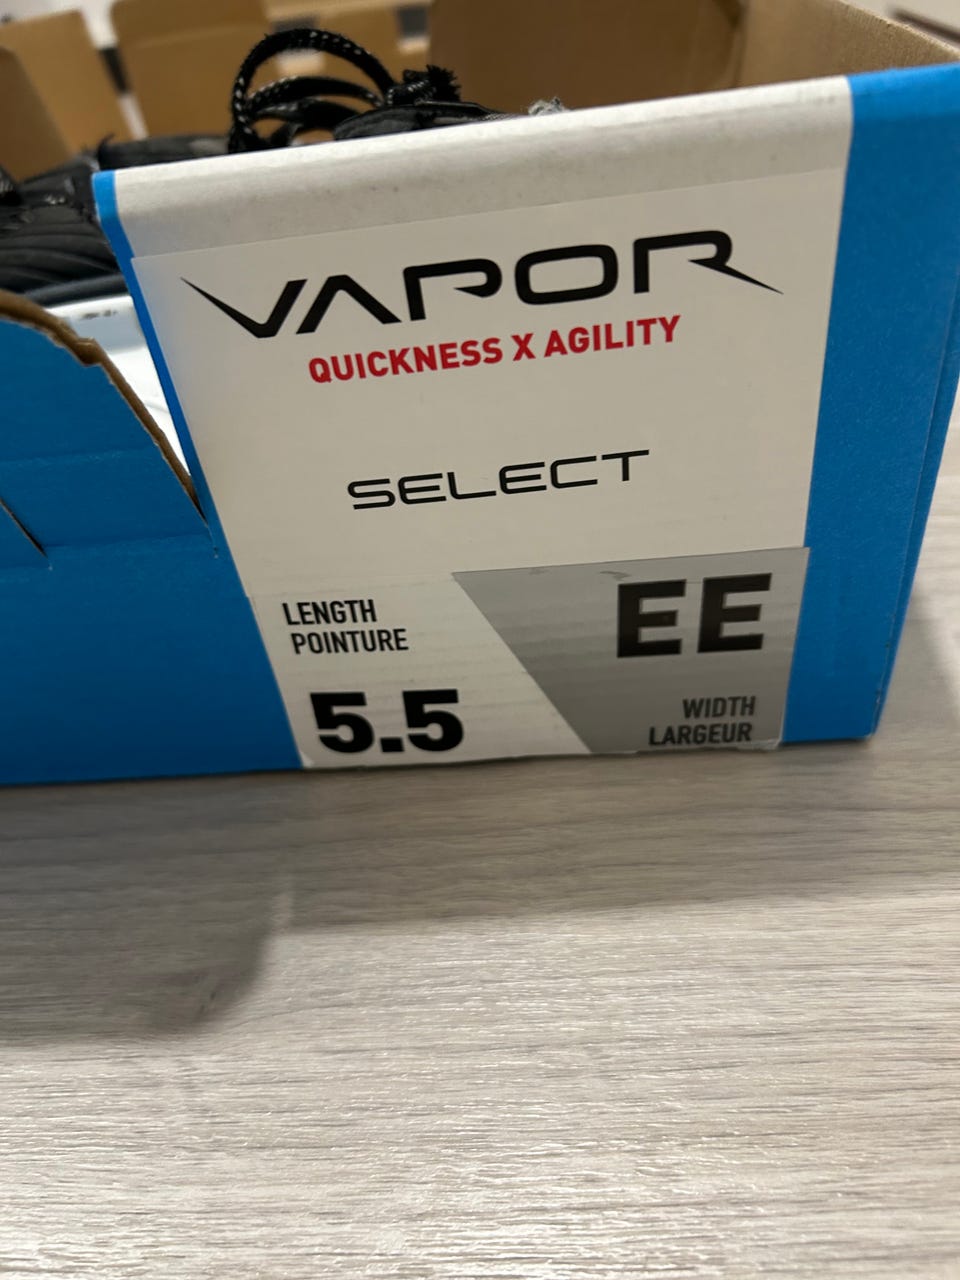 VAPOR
QUICKNESS X AGILITY
SELECT
LENGTH
POINTURE
5.5
EE
WIDTH
LARGEUR